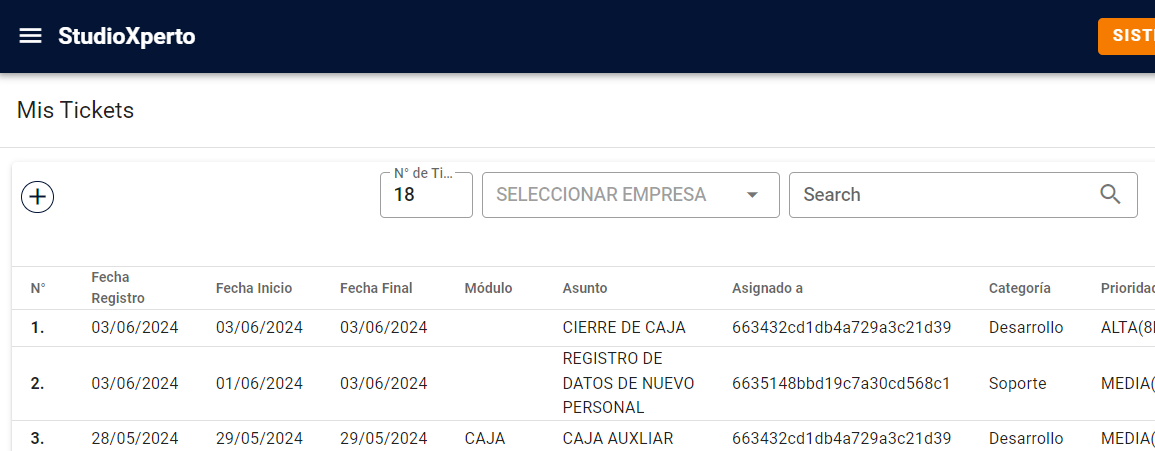 StudioXperto
SIST
Mis Tickets
N° de Ti...
18
SELECCIONAR EMPRESA
Search
N° Fecha Registro Fecha Inicio Fecha Final Módulo Asunto Asignado a Categoría Prioridad
1. 03/06/2024 03/06/2024 03/06/2024 CIERRE DE CAJA 663432cd1db4a729a3c21d39 Desarrollo ALTA(8
2. 03/06/2024 01/06/2024 03/06/2024 REGISTRO DE DATOS DE NUEVO PERSONAL 6635148bbd19c7a30cd568c1 Soporte MEDIA(
3. 28/05/2024 29/05/2024 29/05/2024 CAJA CAJA AUXLIAR 663432cd1db4a729a3c21d39 Desarrollo MEDIA(